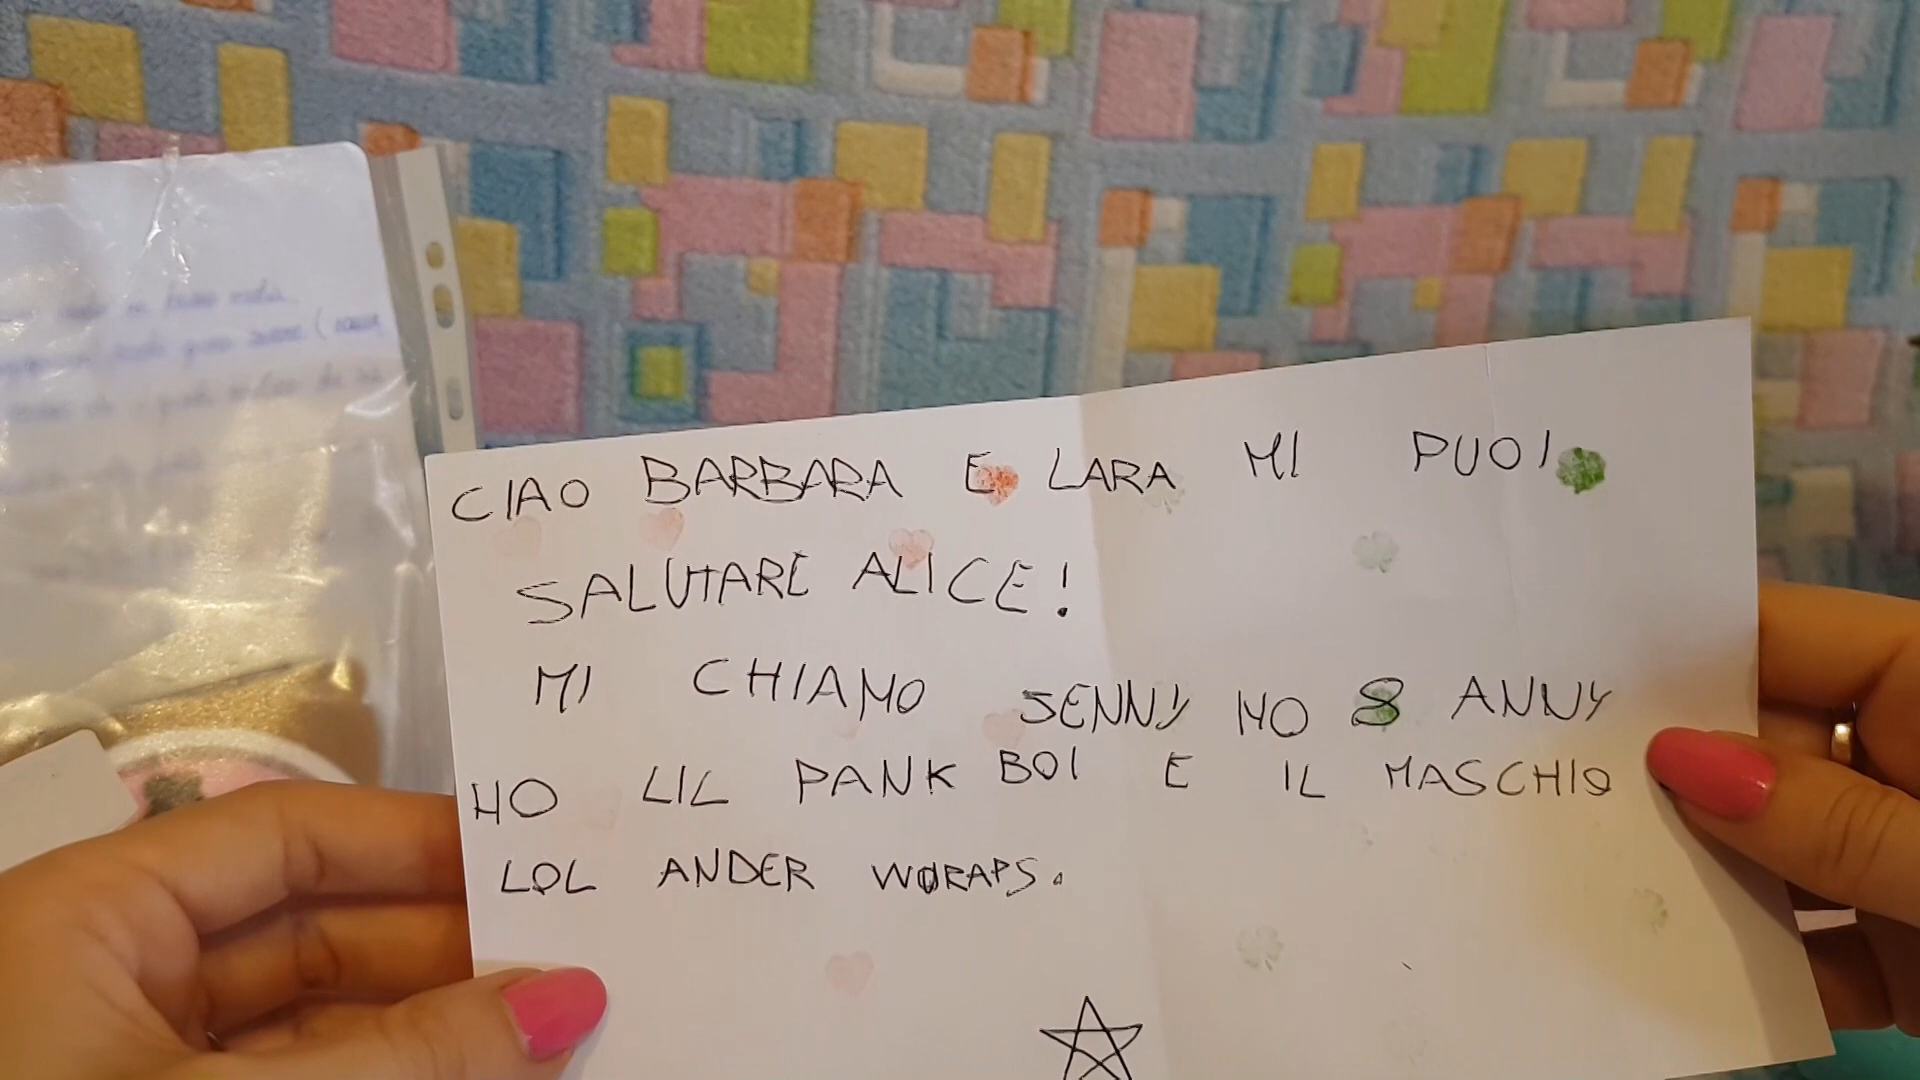 CIAO BARBARA E LARA MI PUOI
SALUTARE ALICE!
MI CHIAMO JENNY HO 8 ANNY
HO LIL PANK BOI E IL MASCHIO
LOL ANDER WORAPS.